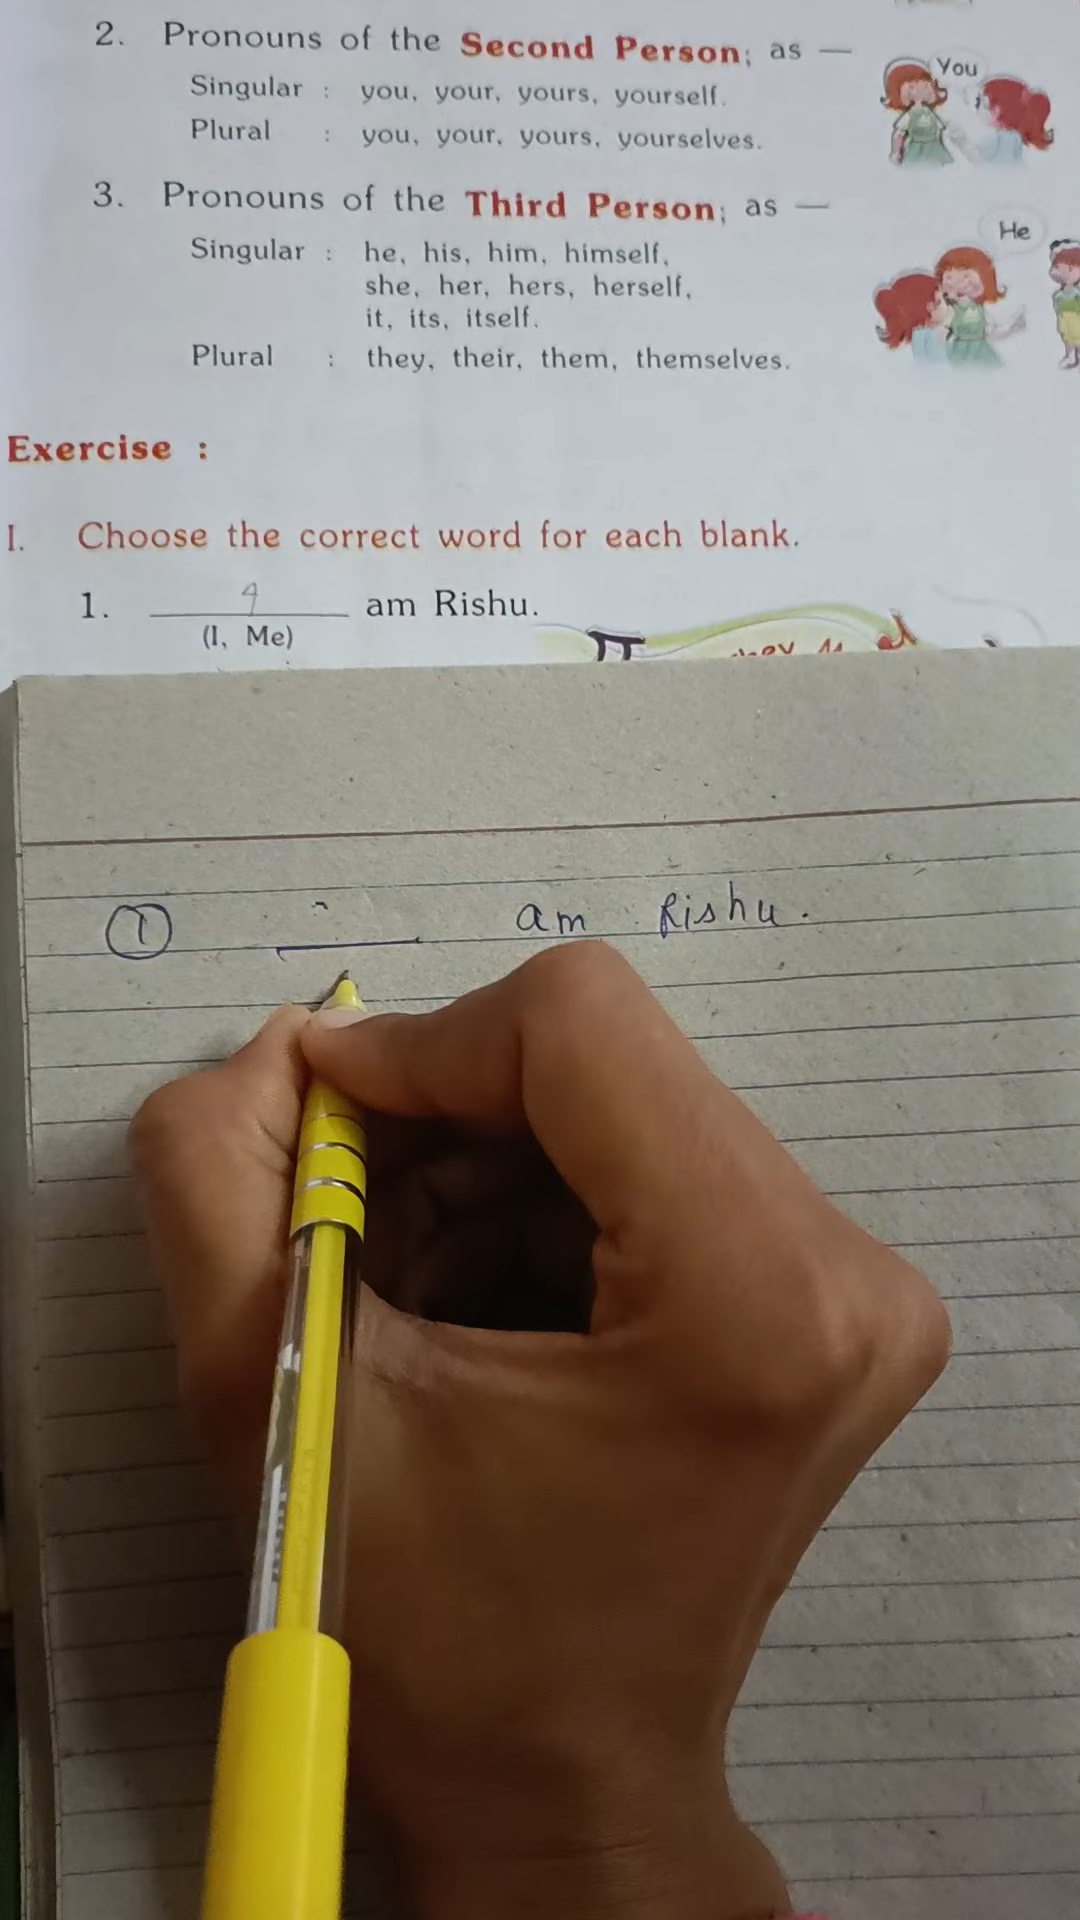 2. Pronouns of the Second Person; as —
Singular : you, your, yours, yourself.
Plural : you, your, yours, yourselves.
You
3. Pronouns of the Third Person; as —
Singular : he, his, him, himself,
she, her, hers, herself,
it, its, itself.
Plural : they, their, them, themselves.
He
Exercise :
I. Choose the correct word for each blank.
1. ___ am Rishu.
(I, Me)
① ___ am Rishu.